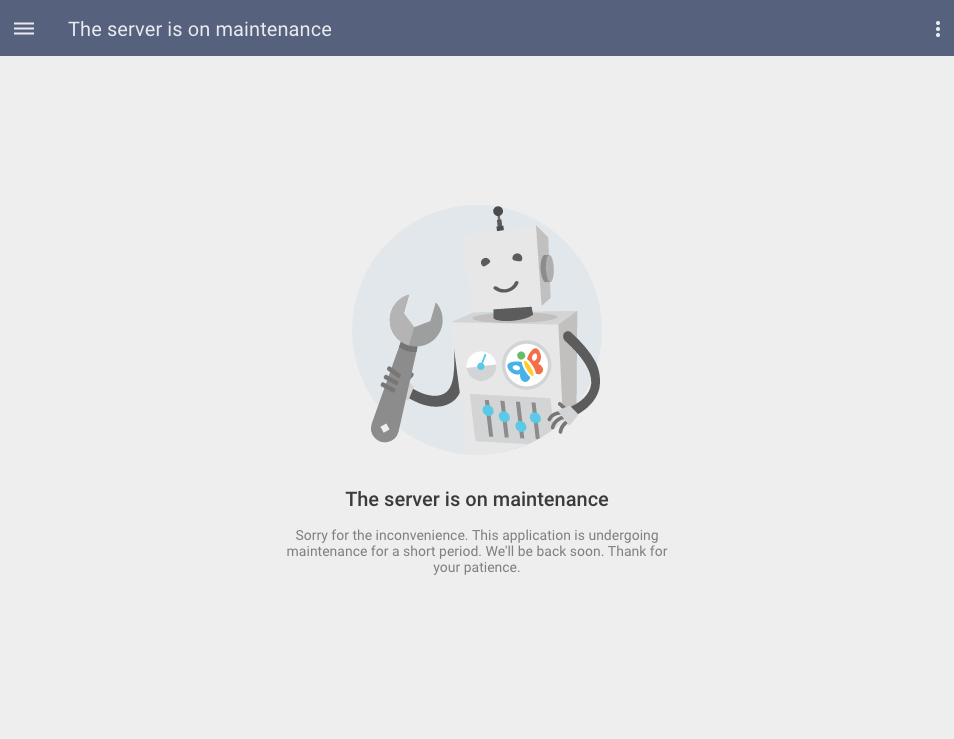 The server is on maintenance
The server is on maintenance
Sorry for the inconvenience. This application is undergoing
maintenance for a short period. We'll be back soon. Thank for
your patience.